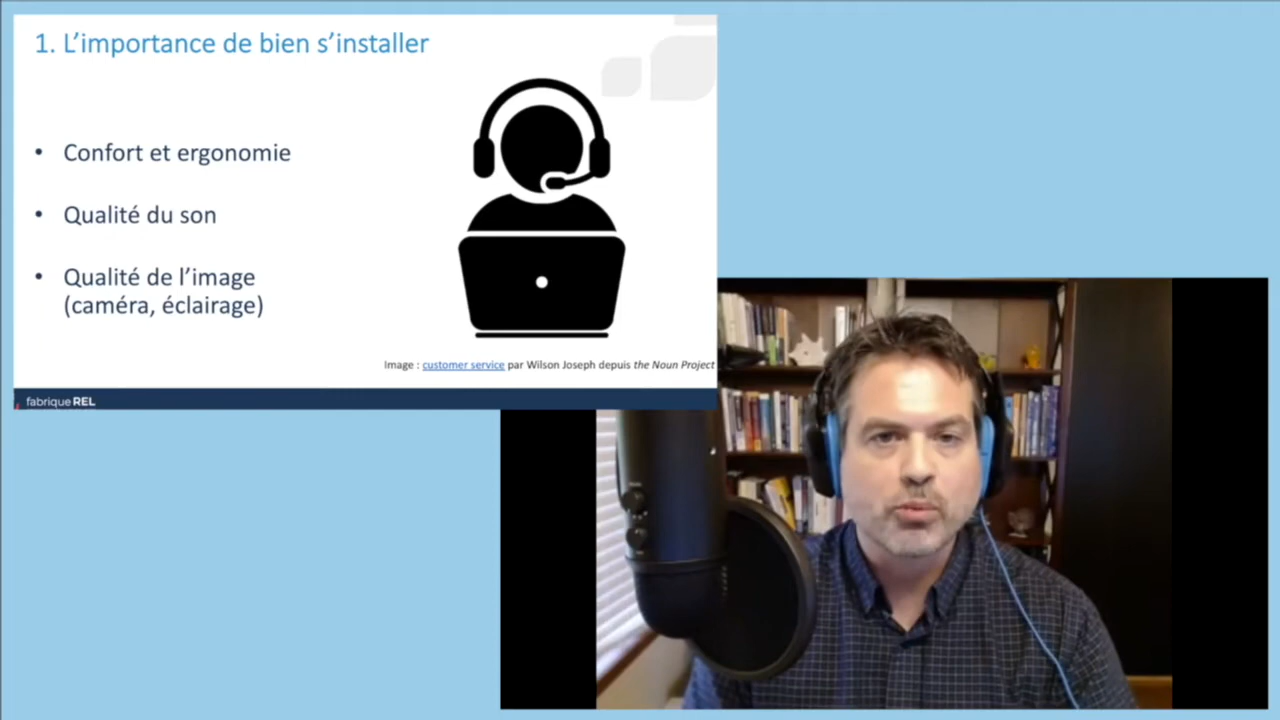 1. L’importance de bien s’installer
• Confort et ergonomie
• Qualité du son
• Qualité de l’image
(caméra, éclairage)
Image : customer service par Wilson Joseph depuis the Noun Project
fabrique REL